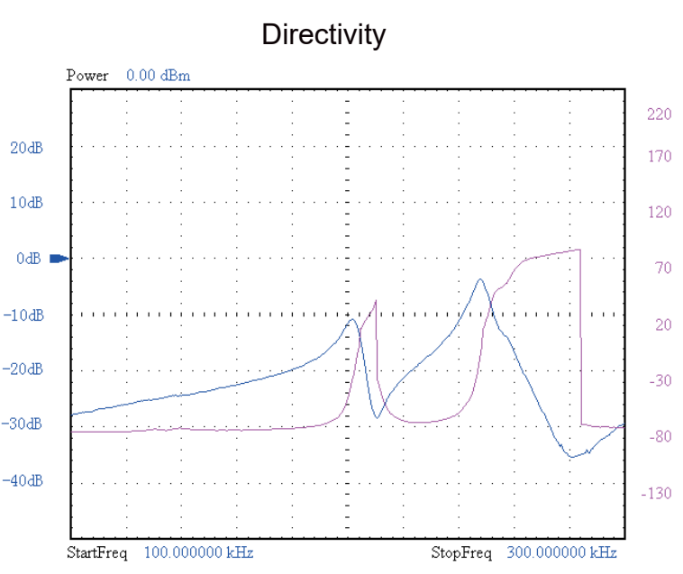 Directivity
Power 0.00 dBm
220
20dB
170
10dB
120
0dB
70
-10dB
20
-20dB
-30
-30dB
-80
-40dB
-130
StartFreq 100.000000 kHz StopFreq 300.000000 kHz